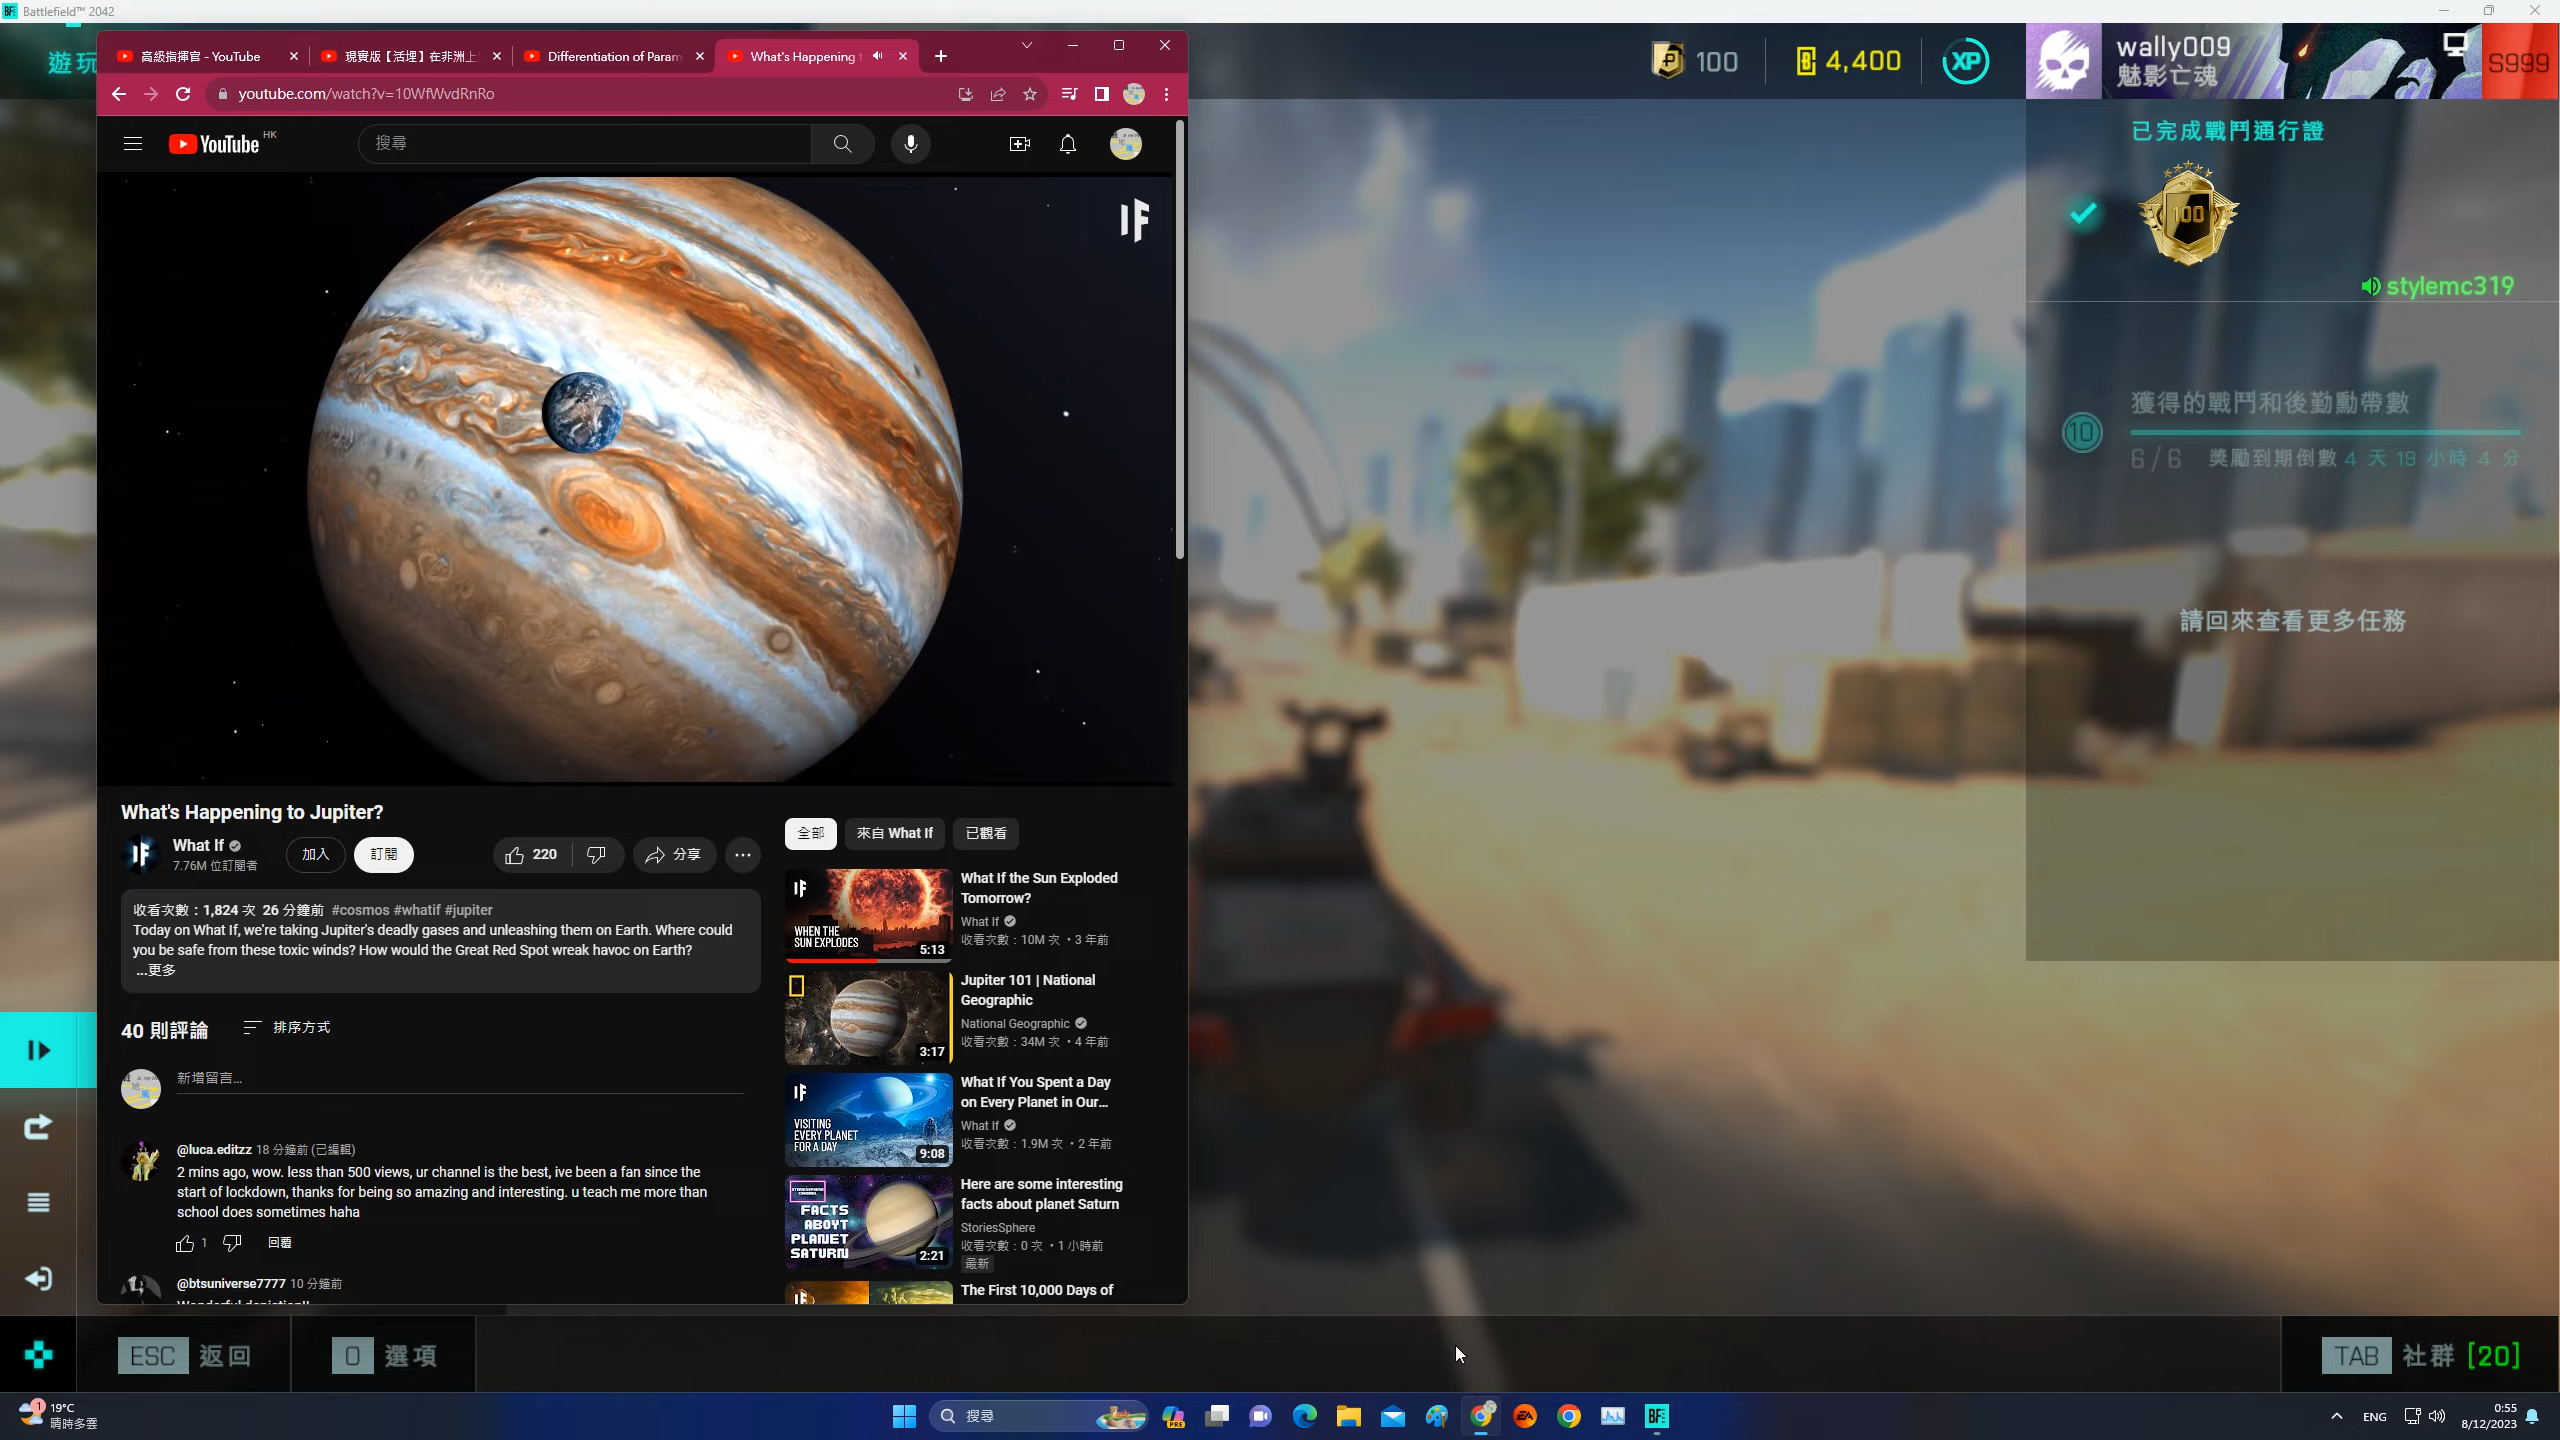 Battlefield™ 2042
遊玩
高級指揮官 - YouTube
現實版【活埋】在非洲上
Differentiation of Param
What's Happening t
youtube.com/watch?v=10WfWvdRnRo
YouTube HK
搜尋
IF
100
4,400
XP
wally009
魅影亡魂
S999
已完成戰鬥通行證
100
stylemc319
獲得的戰鬥和後勤勳帶數
10
6/6 獎勵到期倒數 4 天 19 小時 4 分
請回來查看更多任務
What's Happening to Jupiter?
IF
What If
7.76M 位訂閱者
加入
訂閱
220
分享
收看次數：1,824 次 26 分鐘前 #cosmos #whatif #jupiter
Today on What If, we're taking Jupiter's deadly gases and unleashing them on Earth. Where could
you be safe from these toxic winds? How would the Great Red Spot wreak havoc on Earth?
...更多
40 則評論
排序方式
新增留言...
@luca.editzz 18 分鐘前 (已編輯)
2 mins ago, wow. less than 500 views, ur channel is the best, ive been a fan since the
start of lockdown, thanks for being so amazing and interesting. u teach me more than
school does sometimes haha
1
回覆
@btsuniverse7777 10 分鐘前
全部
來自 What If
已觀看
IF
WHEN THE
SUN EXPLODES
5:13
What If the Sun Exploded
Tomorrow?
What If
收看次數：10M 次 • 3 年前
3:17
Jupiter 101 | National
Geographic
National Geographic
收看次數：34M 次 • 4 年前
IF
VISITING
EVERY PLANET
FOR A DAY
9:08
What If You Spent a Day
on Every Planet in Our...
What If
收看次數：1.9M 次 • 2 年前
FACTS
ABOYT
PLANET
SATURN
2:21
Here are some interesting
facts about planet Saturn
StoriesSphere
收看次數：0 次 • 1 小時前
最新
The First 10,000 Days of
ESC 返回
O 選項
TAB 社群 [20]
1
19°C
晴時多雲
搜尋
PRE
EA
BF
ENG
0:55
8/12/2023